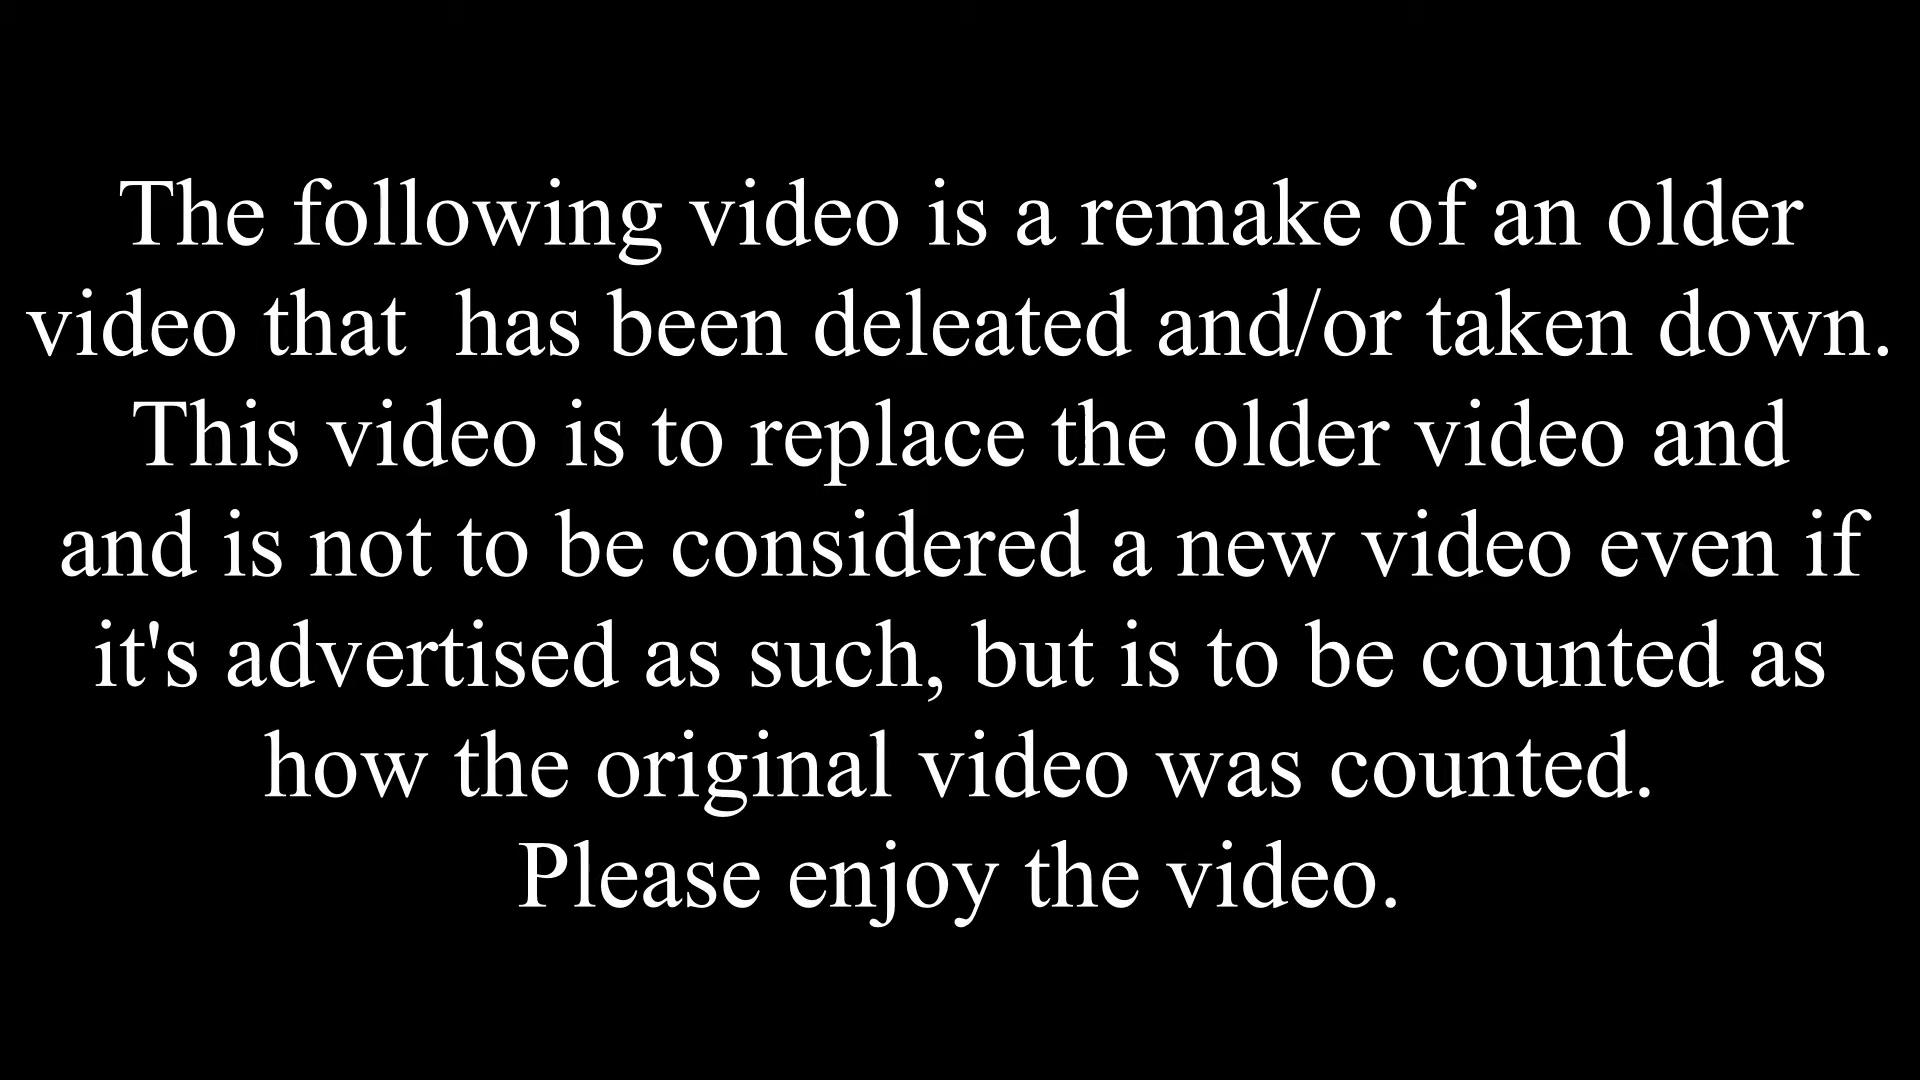 The following video is a remake of an older
video that  has been deleated and/or taken down.
This video is to replace the older video and
and is not to be considered a new video even if
it's advertised as such, but is to be counted as
how the original video was counted.
Please enjoy the video.